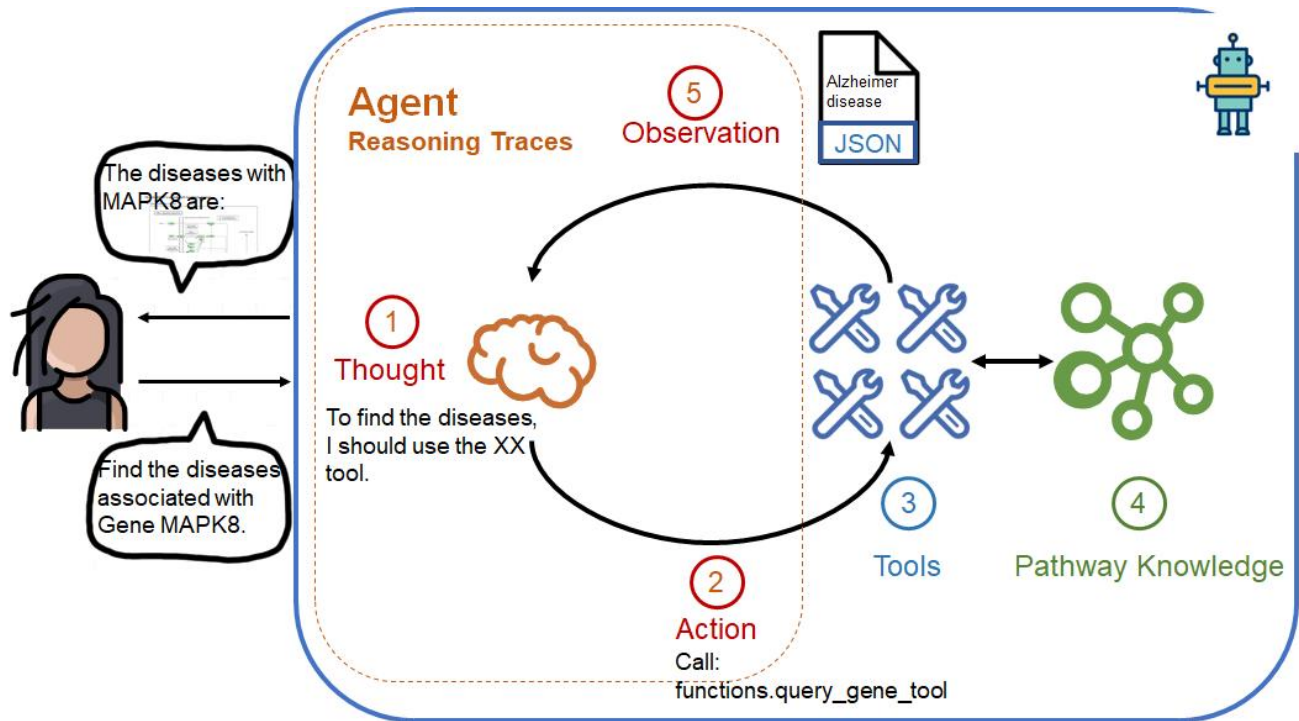 Agent
Reasoning Traces
5
Observation
Alzheimer
disease
JSON
The diseases with
MAPK8 are:
1
Thought
To find the diseases,
I should use the XX
tool.
Find the diseases
associated with
Gene MAPK8.
2
Action
Call:
functions.query_gene_tool
3
Tools
4
Pathway Knowledge